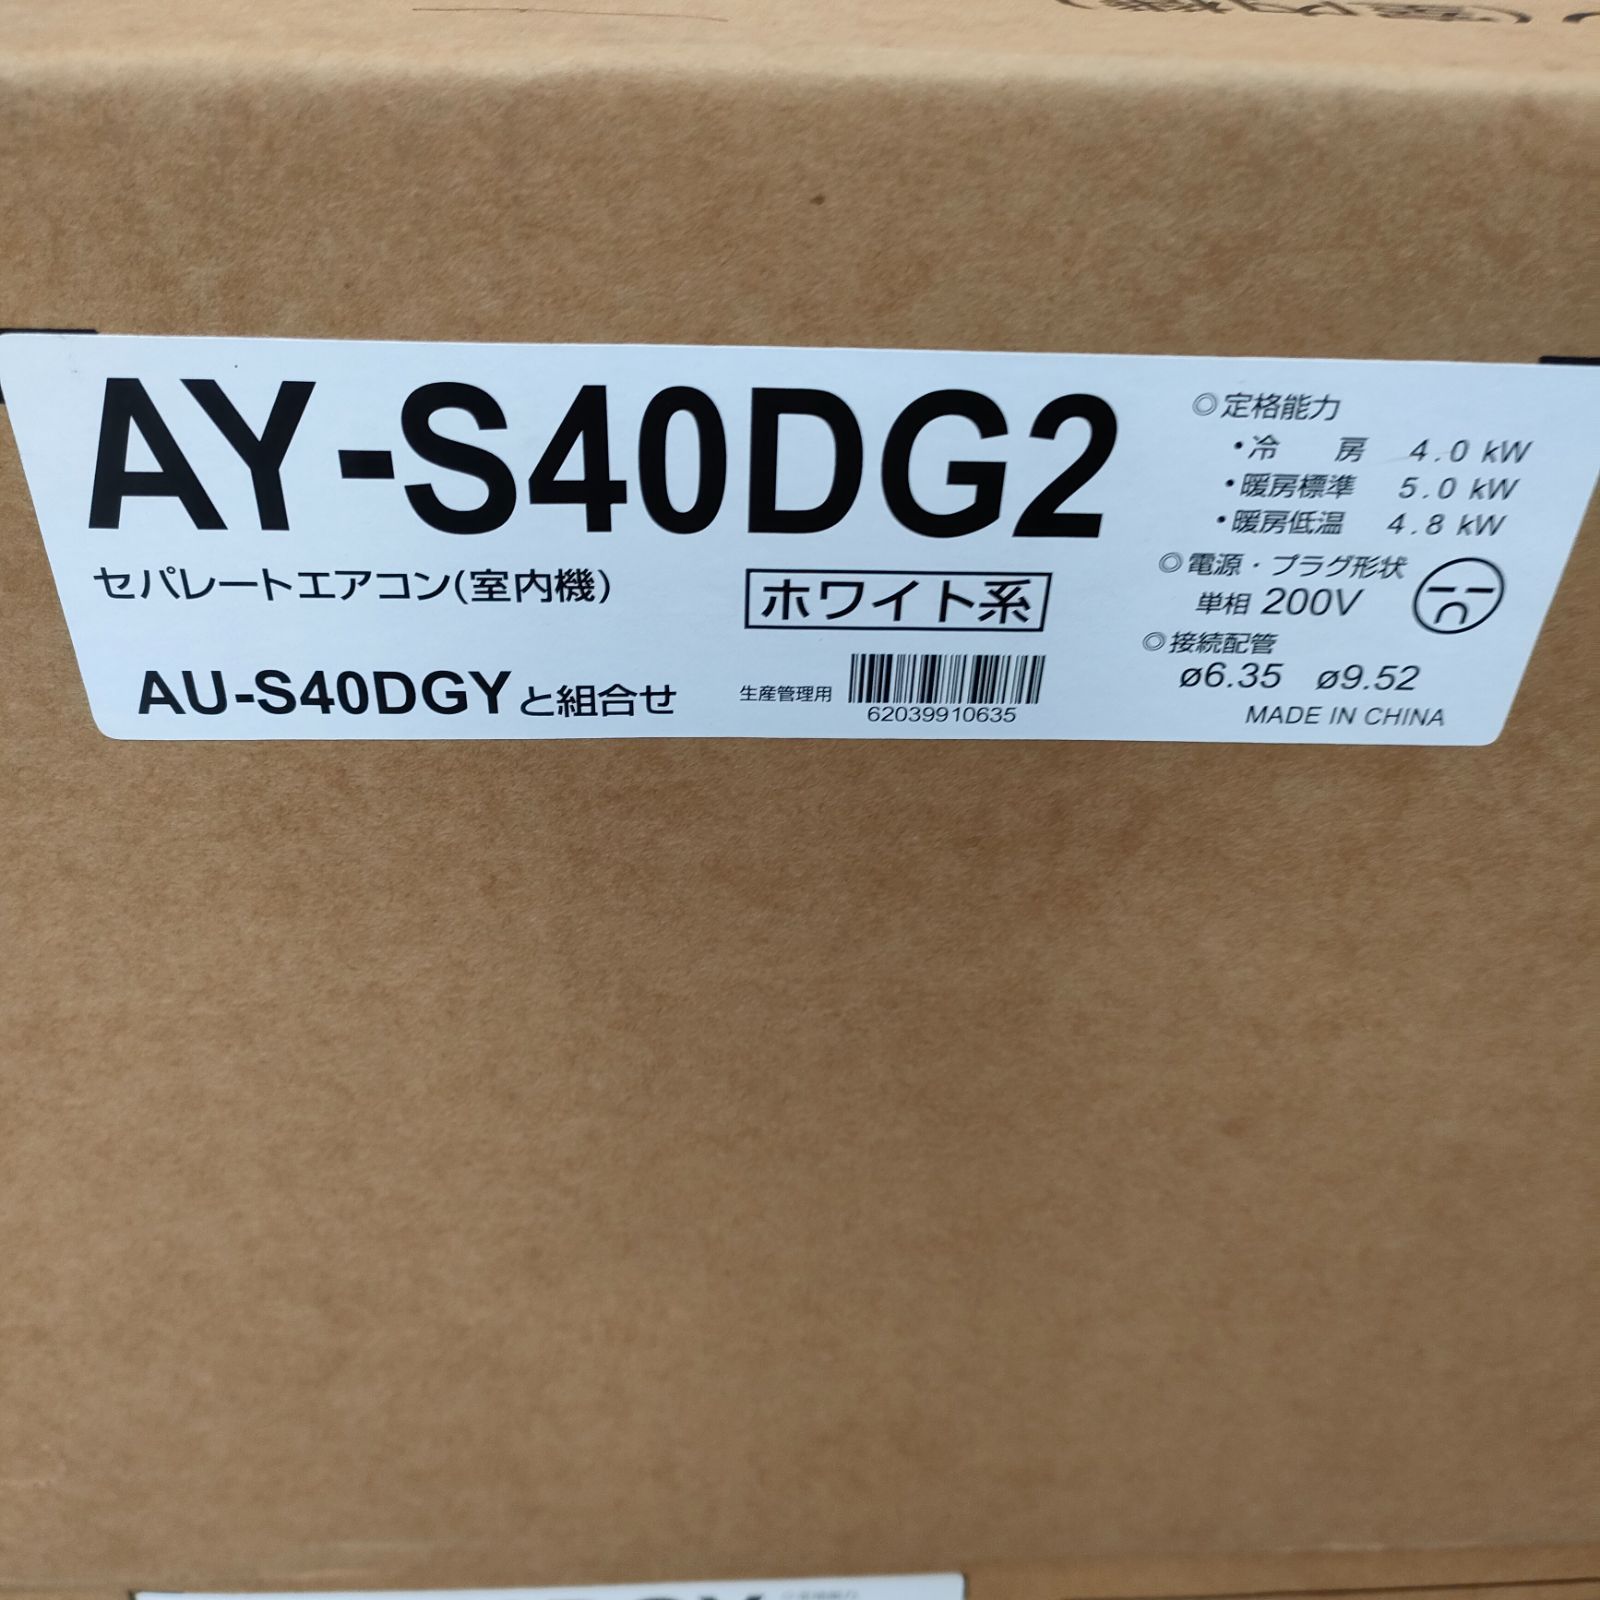 AY-S40DG2
セパレートエアコン(室内機)
ホワイト系
AU-S40DGYと組合せ
生産管理用
62039910635
◎定格能力
・冷 房 4.0 kW
・暖房標準 5.0 kW
・暖房低温 4.8 kW
◎電源・プラグ形状
単相 200V
◎接続配管
ø6.35 ø9.52
MADE IN CHINA